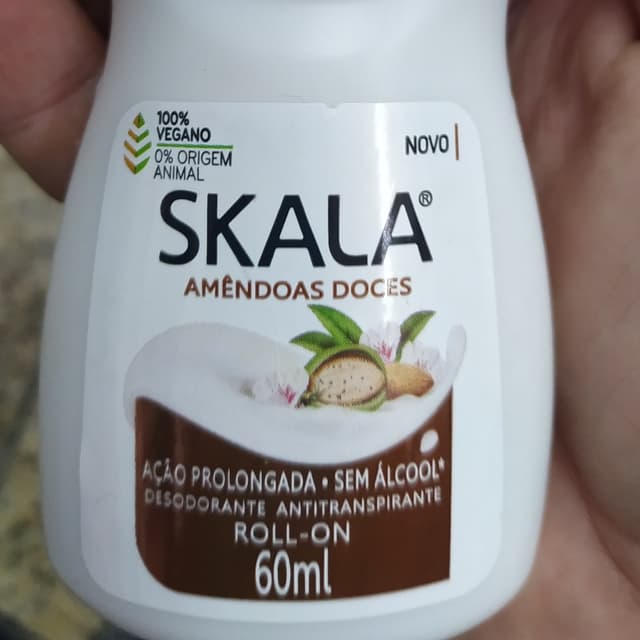 100%
VEGANO
0% ORIGEM
ANIMAL
NOVO
SKALA®
AMÊNDOAS DOCES
AÇÃO PROLONGADA • SEM ÁLCOOL*
DESODORANTE ANTITRANSPIRANTE
ROLL-ON
60ml